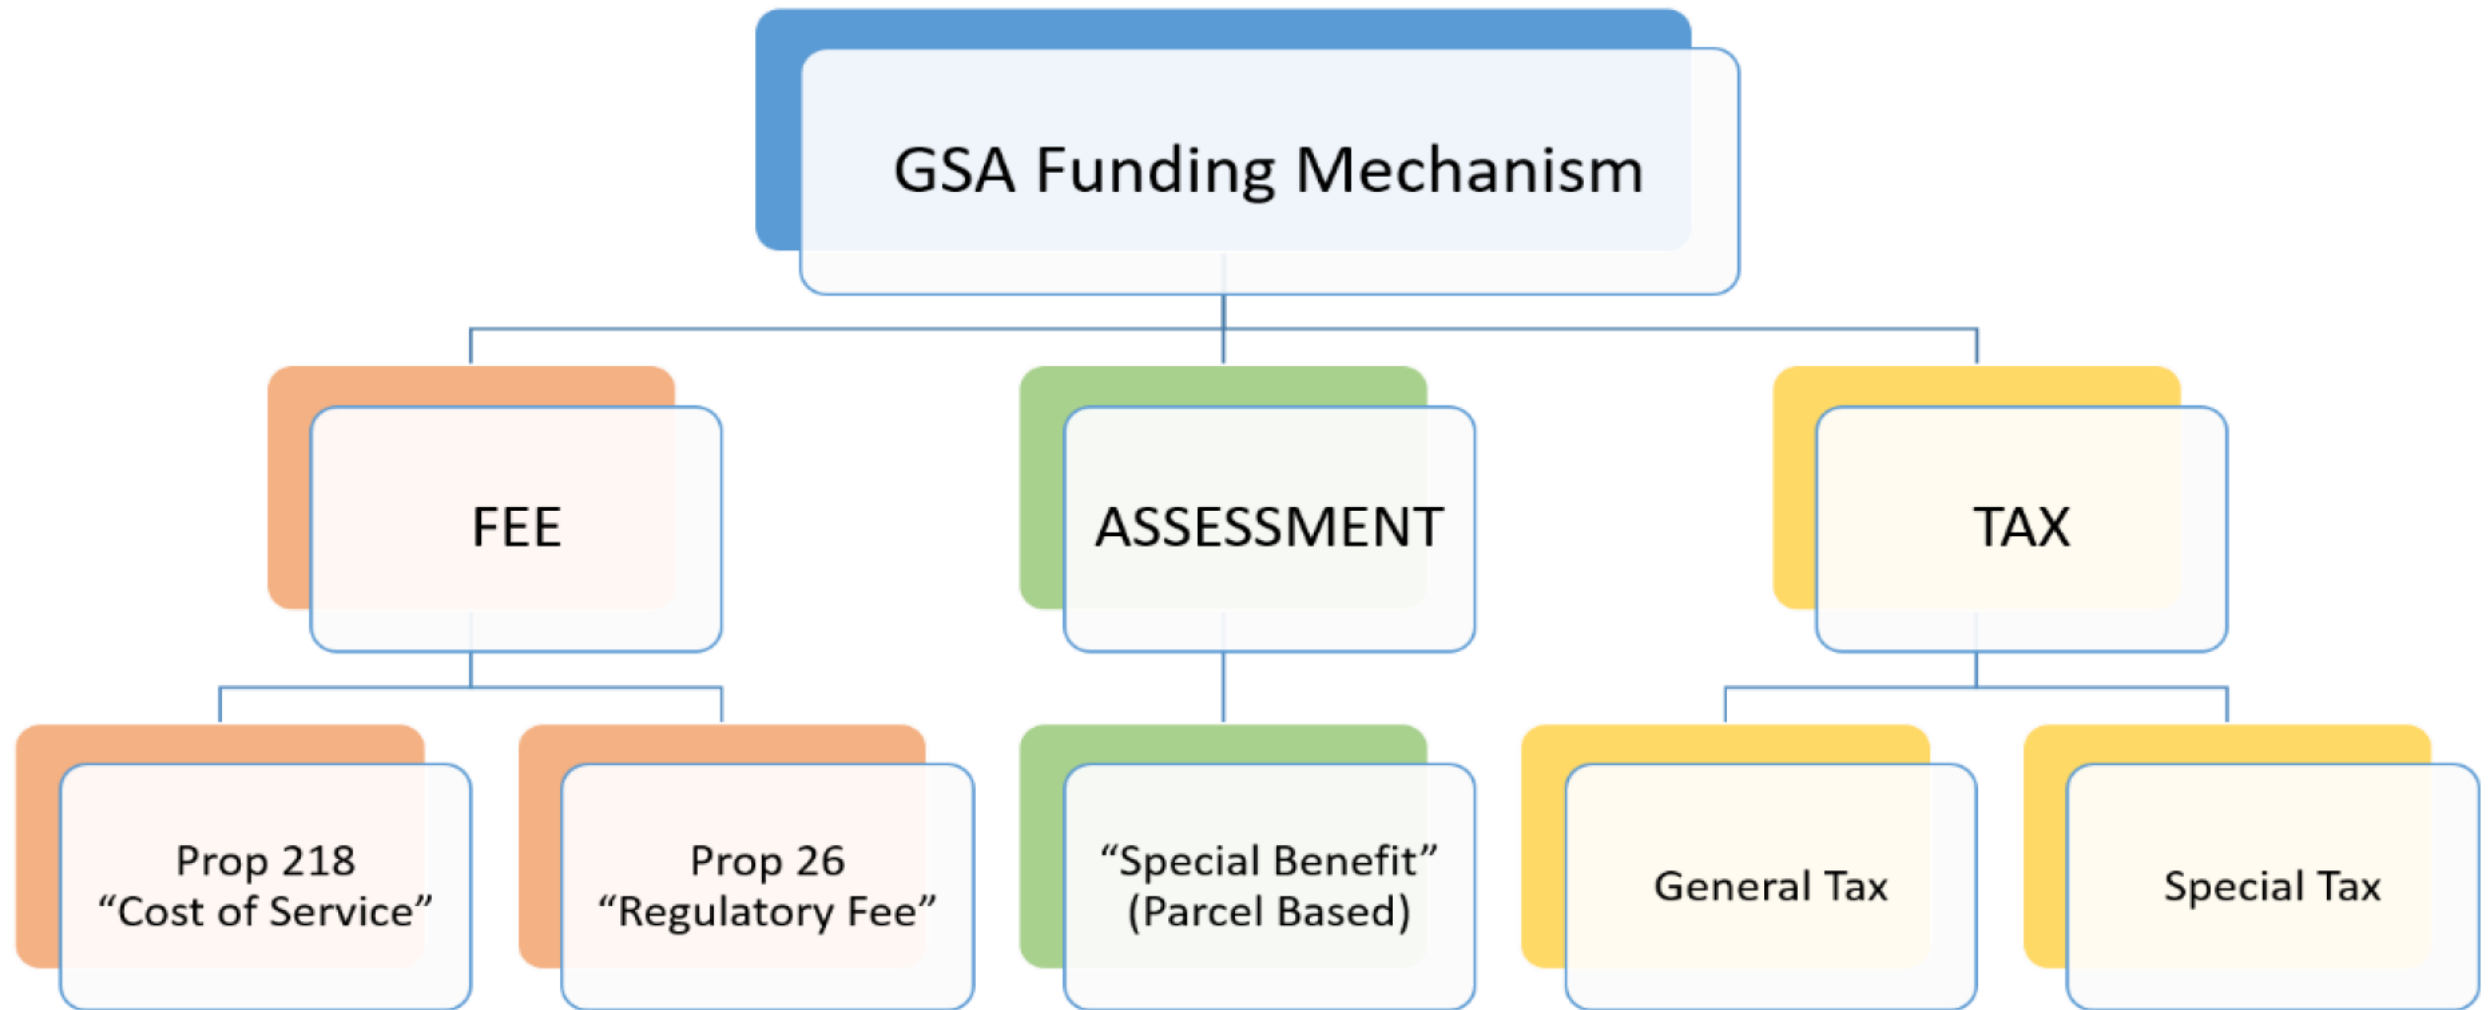 GSA Funding Mechanism
FEE
ASSESSMENT
TAX
Prop 218
“Cost of Service”
Prop 26
“Regulatory Fee”
“Special Benefit”
(Parcel Based)
General Tax
Special Tax